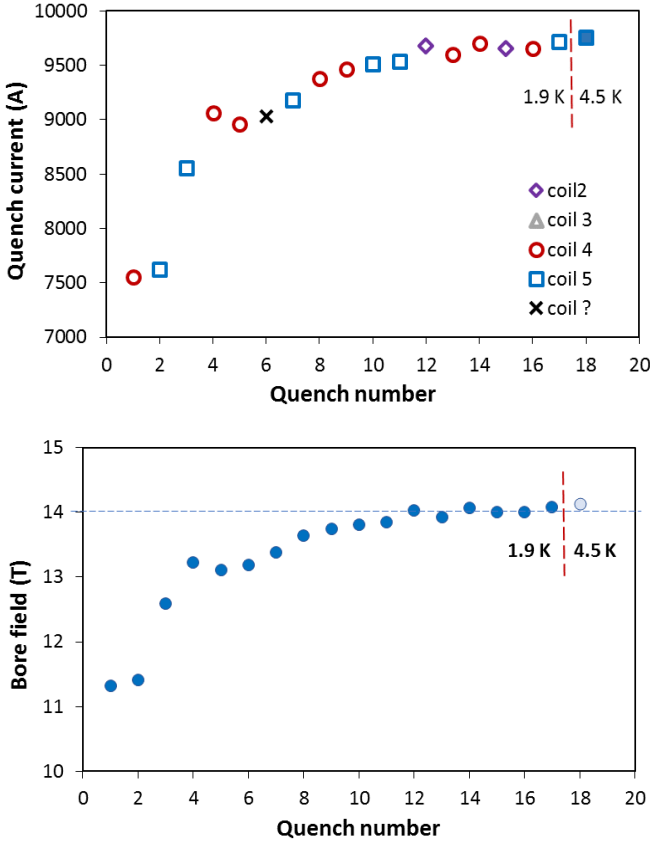 10000
9500
9000
8500
8000
7500
7000
Quench current (A)
1.9 K 4.5 K
coil2
coil 3
coil 4
coil 5
coil ?
0 2 4 6 8 10 12 14 16 18 20
Quench number
15
14
13
12
11
10
Bore field (T)
1.9 K 4.5 K
0 2 4 6 8 10 12 14 16 18 20
Quench number